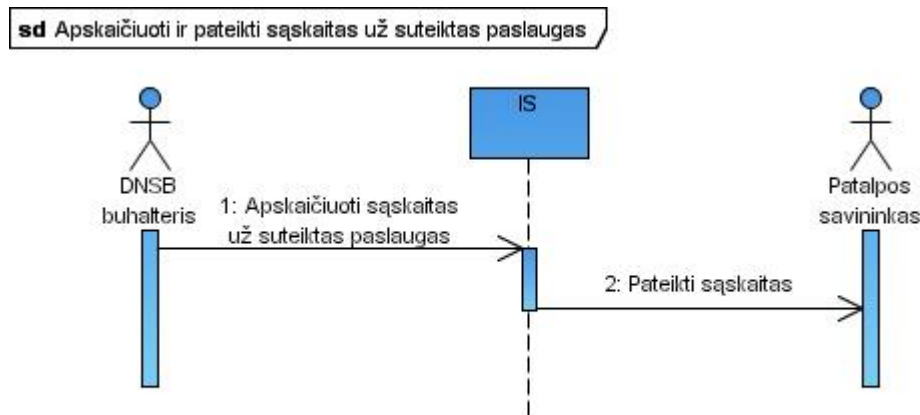 sd Apskaičiuoti ir pateikti sąskaitas už suteiktas paslaugas
IS
DNSB
buhalteris
Patalpos
savininkas
1: Apskaičiuoti sąskaitas
už suteiktas paslaugas
2: Pateikti sąskaitas